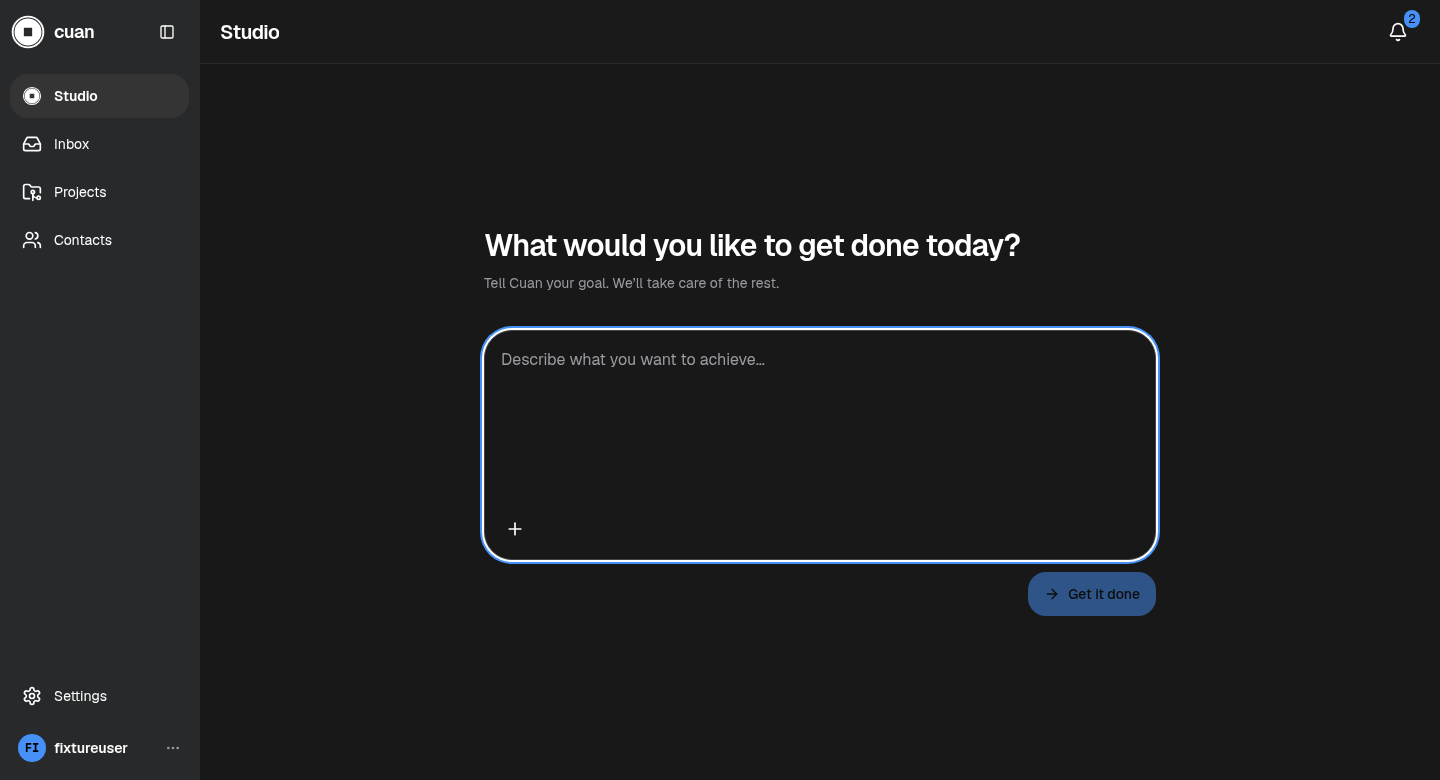 cuan
Studio
Inbox
Projects
Contacts
Settings
FI
fixtureuser
Studio
2
What would you like to get done today?
Tell Cuan your goal. We’ll take care of the rest.
Describe what you want to achieve…
Get it done